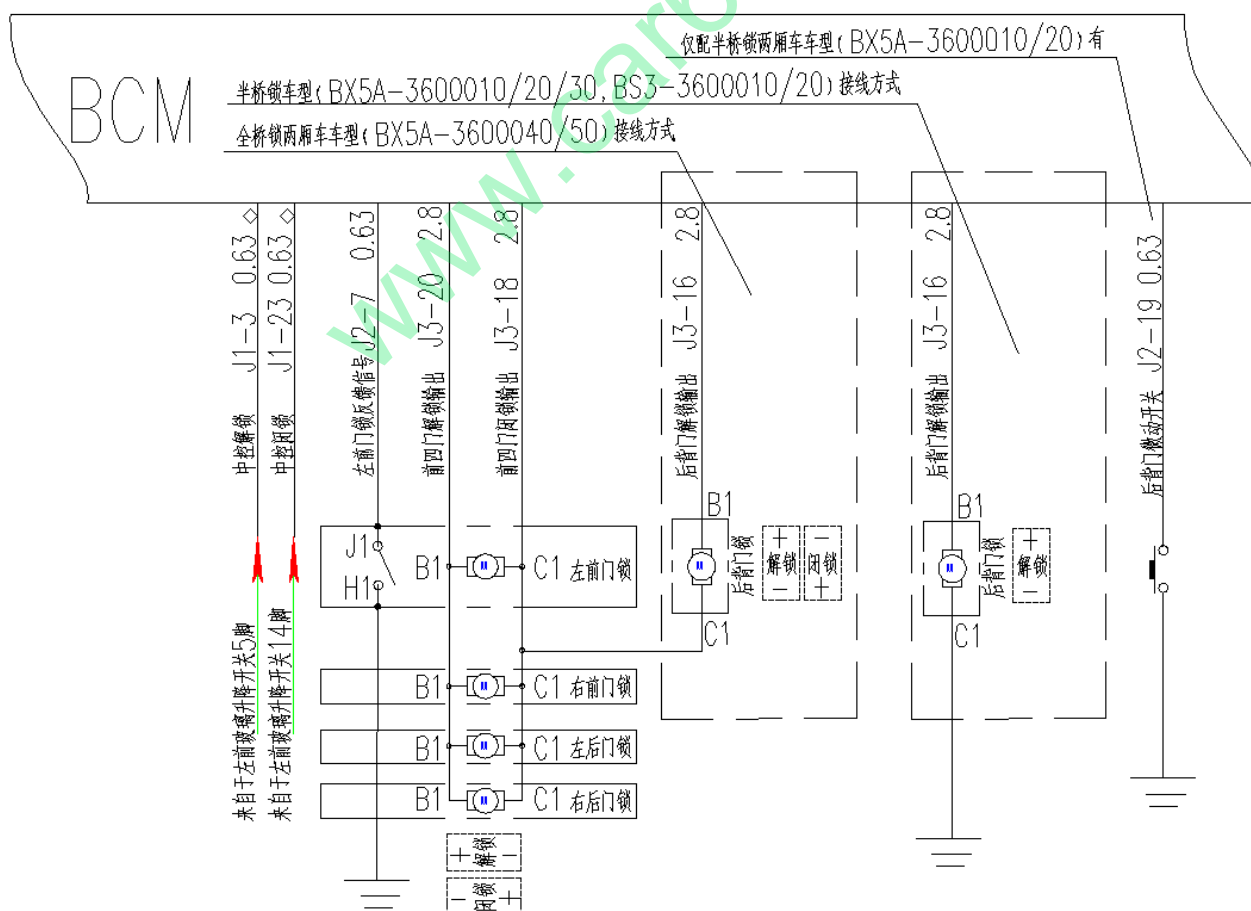 仅配半桥锁两厢车车型(BX5A-3600010/20)有
BCM
半桥锁车型(BX5A-3600010/20/30, BS3-3600010/20)接线方式
全桥锁两厢车车型(BX5A-3600040/50)接线方式
www.car
中控解锁 J1-3 0.63
中控闭锁 J1-23 0.63
左前门锁反馈信号 J2-7 0.63
前四门解锁输出 J3-20 2.8
前四门闭锁输出 J3-18 2.8
后背门解锁输出 J3-16 2.8
后背门解锁输出 J3-16 2.8
后背门微动开关 J2-19 0.63
来自于左前玻璃升降开关5脚
来自于左前玻璃升降开关14脚
J1
H1
B1 M C1 左前门锁
B1 M C1 右前门锁
B1 M C1 左后门锁
B1 M C1 右后门锁
+ 解锁 -
- 闭锁 +
B1
M
后背门锁
C1
+ 解锁 -
- 闭锁 +
B1
M
后背门锁
C1
+ 解锁 -